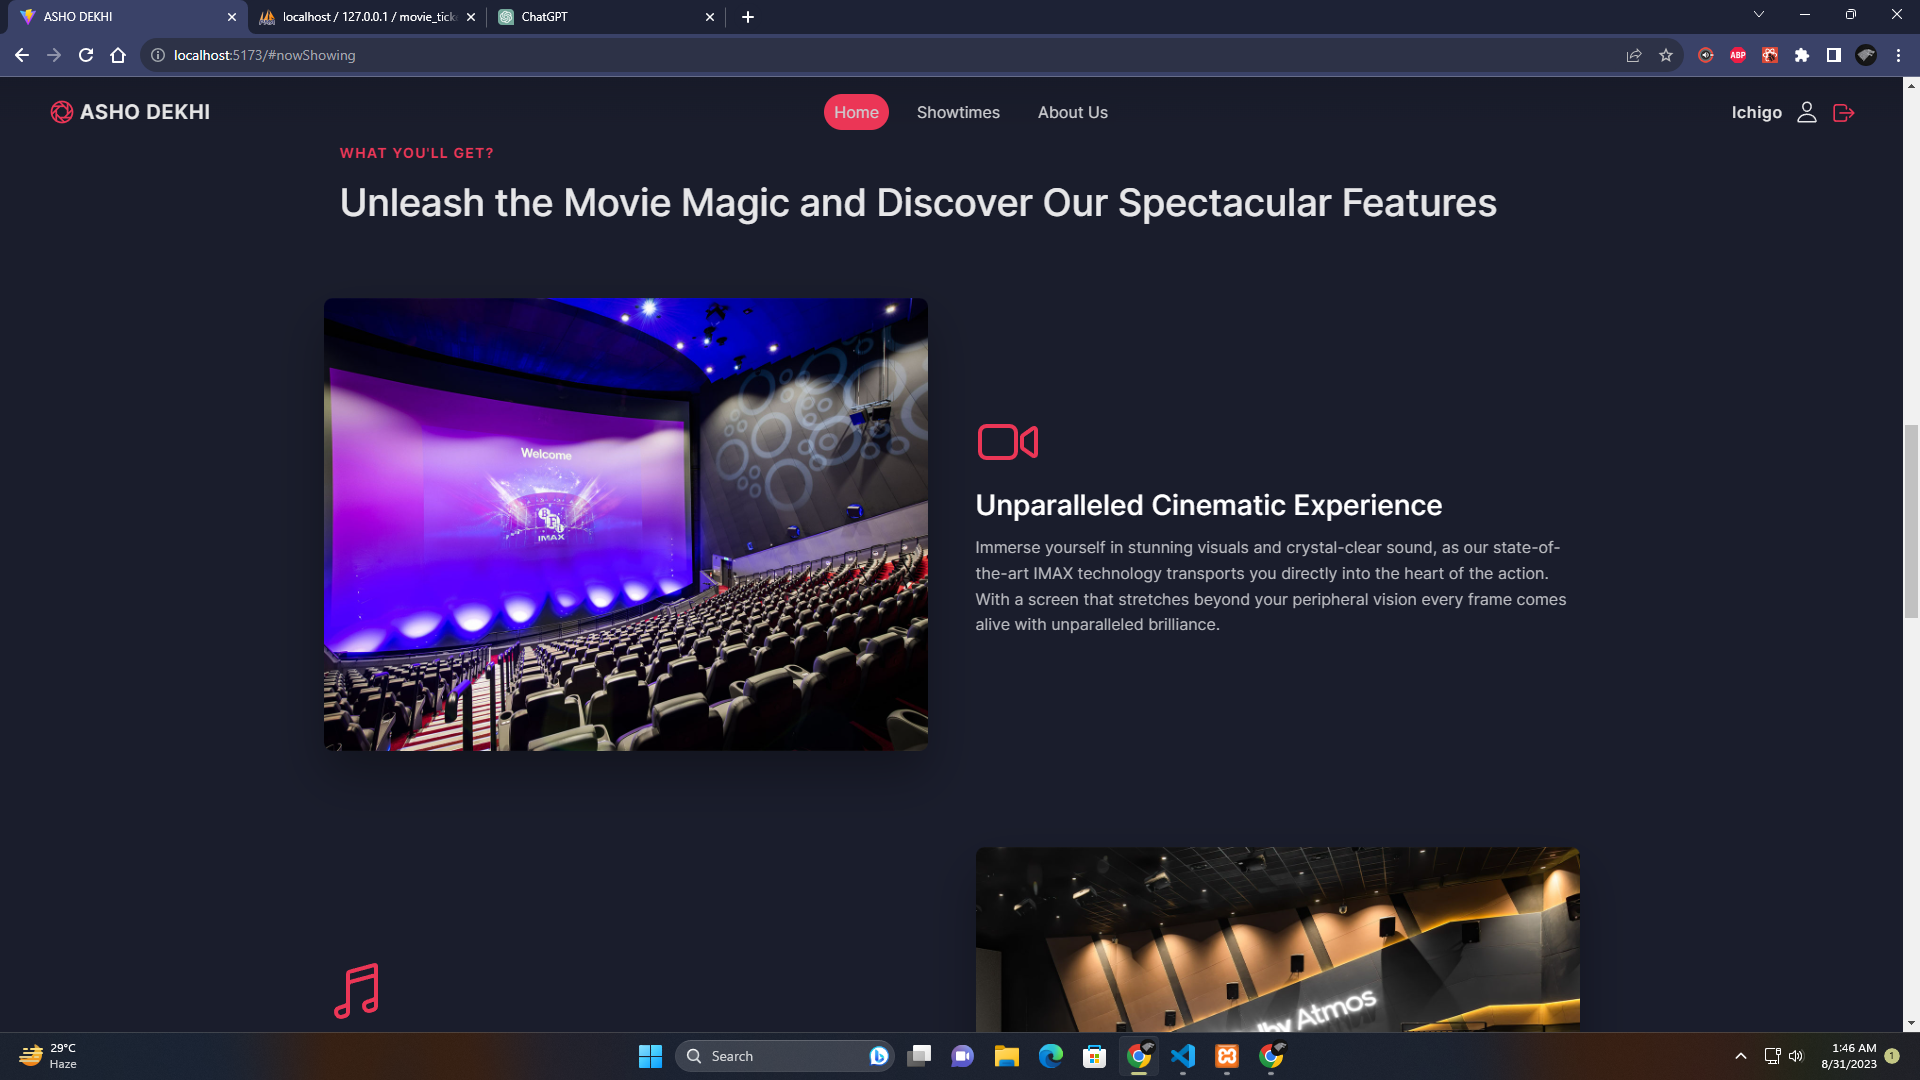 ASHO DEKHI
localhost / 127.0.0.1 / movie_tick
ChatGPT
localhost:5173/#nowShowing
ABP
ASHO DEKHI
Home
Showtimes
About Us
Ichigo
WHAT YOU'LL GET?
Unleash the Movie Magic and Discover Our Spectacular Features
Welcome
BFI
IMAX
Unparalleled Cinematic Experience
Immerse yourself in stunning visuals and crystal-clear sound, as our state-of-
the-art IMAX technology transports you directly into the heart of the action.
With a screen that stretches beyond your peripheral vision every frame comes
alive with unparalleled brilliance.
Atmos
29°C
Haze
Search
1:46 AM
8/31/2023
1